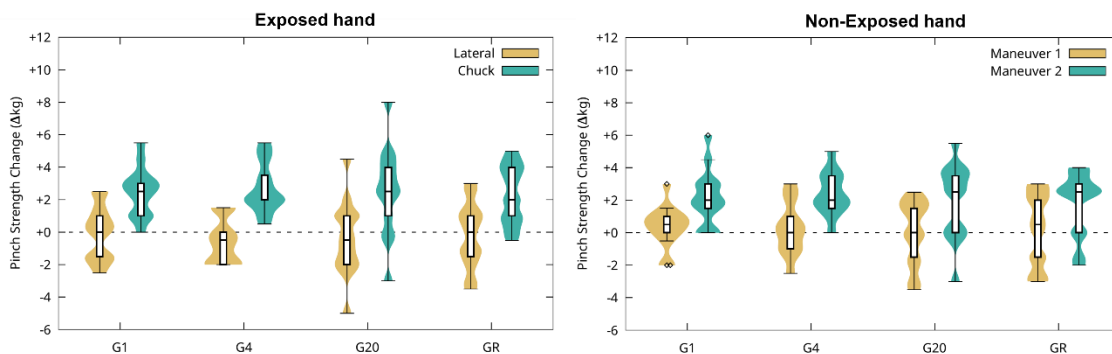 Exposed hand
Pinch Strength Change (Δkg)
+12
+10
+8
+6
+4
+2
+0
-2
-4
-6
Lateral
Chuck
G1 G4 G20 GR
Non-Exposed hand
Pinch Strength Change (Δkg)
+12
+10
+8
+6
+4
+2
+0
-2
-4
-6
Maneuver 1
Maneuver 2
G1 G4 G20 GR